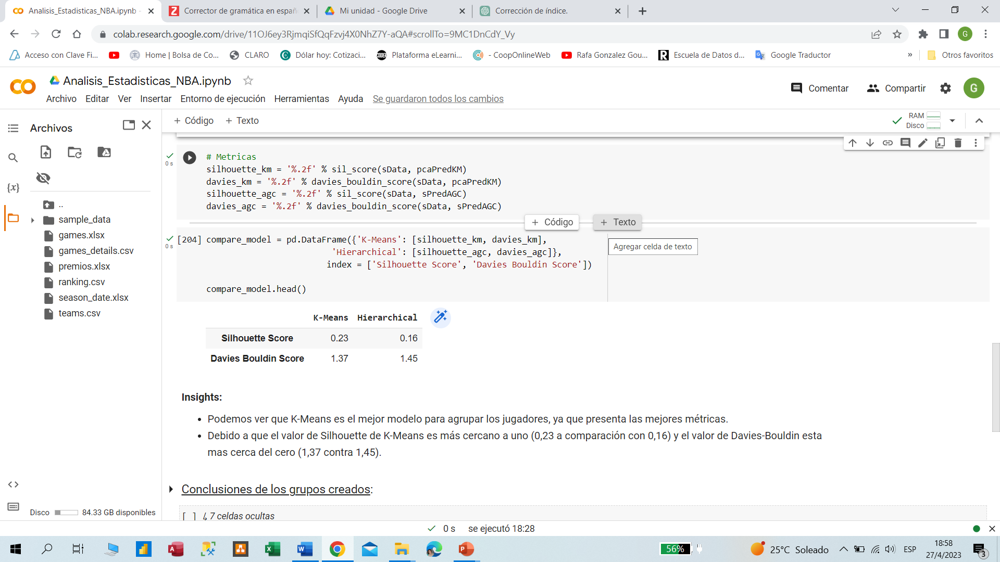 Analisis_Estadisticas_NBA.ipynb -
Corrector de gramática en españ
Mi unidad - Google Drive
Corrección de índice.
colab.research.google.com/drive/11OJ6ey3RjmqiSfQqFzvj4X0NhZ7Y-aQA#scrollTo=9MC1DnCdY_Vy
G
Acceso con Clave Fi...
Home | Bolsa de Co...
CLARO
Dólar hoy: Cotizaci...
Plataforma eLearni...
- CoopOnlineWeb
Rafa Gonzalez Gou...
Escuela de Datos d...
Google Traductor
»
Otros favoritos
Analisis_Estadisticas_NBA.ipynb
Archivo Editar Ver Insertar Entorno de ejecución Herramientas Ayuda Se guardaron todos los cambios
Comentar
Compartir
G
Archivos
+ Código + Texto
RAM
Disco
{x}
..
sample_data
games.xlsx
games_details.csv
premios.xlsx
ranking.csv
season_date.xlsx
teams.csv
Disco 84.33 GB disponibles
0 s
# Metricas
silhouette_km = '%.2f' % sil_score(sData, pcaPredKM)
davies_km = '%.2f' % davies_bouldin_score(sData, pcaPredKM)
silhouette_agc = '%.2f' % sil_score(sData, sPredAGC)
davies_agc = '%.2f' % davies_bouldin_score(sData, sPredAGC)
+ Código + Texto
Agregar celda de texto
0 s
[204] compare_model = pd.DataFrame({'K-Means': [silhouette_km, davies_km],
'Hierarchical': [silhouette_agc, davies_agc]},
index = ['Silhouette Score', 'Davies Bouldin Score'])
compare_model.head()
K-Means Hierarchical
Silhouette Score 0.23 0.16
Davies Bouldin Score 1.37 1.45
Insights:
• Podemos ver que K-Means es el mejor modelo para agrupar los jugadores, ya que presenta las mejores métricas.
• Debido a que el valor de Silhouette de K-Means es más cercano a uno (0,23 a comparación con 0,16) y el valor de Davies-Bouldin esta
mas cerca del cero (1,37 contra 1,45).
Conclusiones de los grupos creados:
[ ] ↳ 7 celdas ocultas
0 s se ejecutó 18:28
56%
25°C Soleado
ESP
18:58
27/4/2023
3